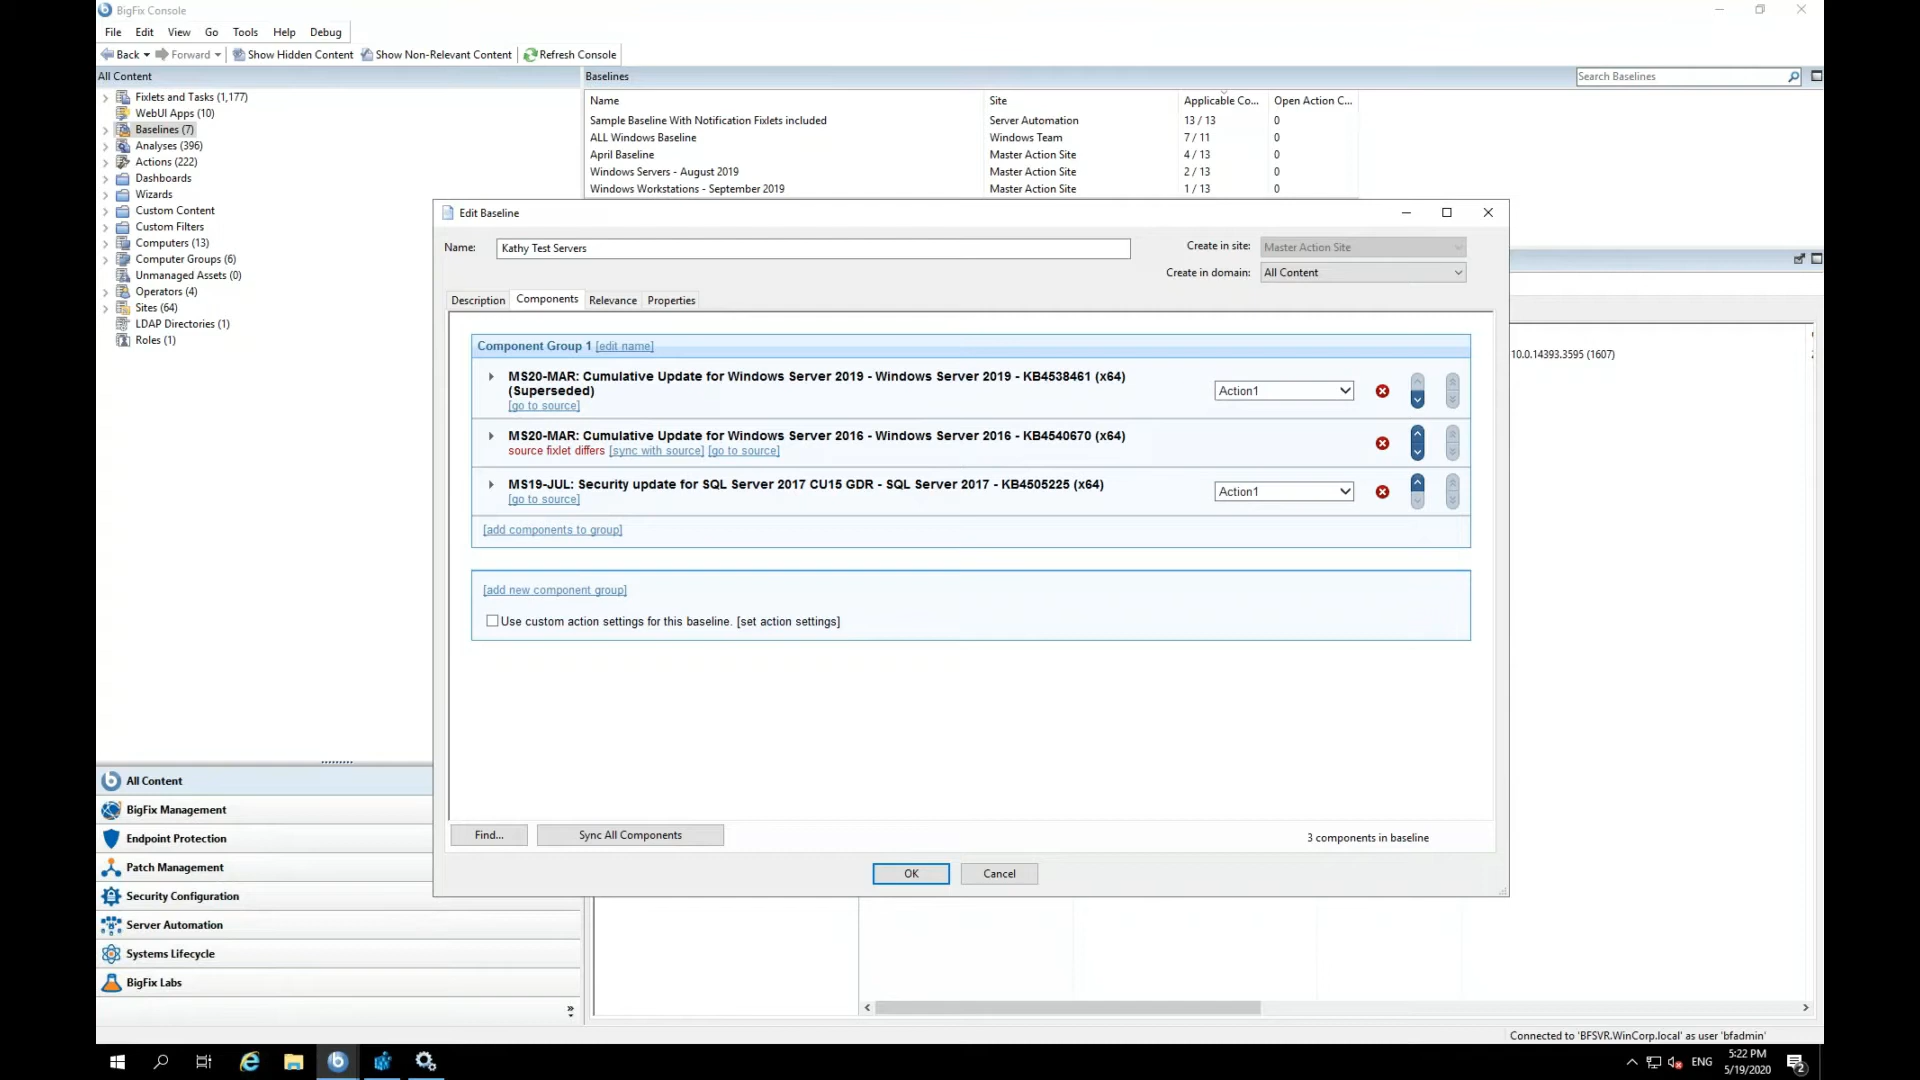 BigFix Console
File Edit View Go Tools Help Debug
Back Forward Show Hidden Content Show Non-Relevant Content Refresh Console
All Content
Fixlets and Tasks (1,177)
WebUI Apps (10)
Baselines (7)
Analyses (396)
Actions (222)
Dashboards
Wizards
Custom Content
Custom Filters
Computers (13)
Computer Groups (6)
Unmanaged Assets (0)
Operators (4)
Sites (64)
LDAP Directories (1)
Roles (1)
All Content
BigFix Management
Endpoint Protection
Patch Management
Security Configuration
Server Automation
Systems Lifecycle
BigFix Labs
Baselines Search Baselines
Name Site Applicable Co... Open Action C...
Sample Baseline With Notification Fixlets included Server Automation 13 / 13 0
ALL Windows Baseline Windows Team 7 / 11 0
April Baseline Master Action Site 4 / 13 0
Windows Servers - August 2019 Master Action Site 2 / 13 0
Windows Workstations - September 2019 Master Action Site 1 / 13 0
10.0.14393.3595 (1607)
Edit Baseline
Name: Kathy Test Servers Create in site: Master Action Site
Create in domain: All Content
Description Components Relevance Properties
Component Group 1 [edit name]
MS20-MAR: Cumulative Update for Windows Server 2019 - Windows Server 2019 - KB4538461 (x64)
(Superseded)
[go to source]
Action1
MS20-MAR: Cumulative Update for Windows Server 2016 - Windows Server 2016 - KB4540670 (x64)
source fixlet differs [sync with source] [go to source]
MS19-JUL: Security update for SQL Server 2017 CU15 GDR - SQL Server 2017 - KB4505225 (x64)
[go to source]
Action1
[add components to group]
[add new component group]
Use custom action settings for this baseline. [set action settings]
Find... Sync All Components 3 components in baseline
OK Cancel
Connected to 'BFSVR.WinCorp.local' as user 'bfadmin'
ENG 5:22 PM
5/19/2020
2